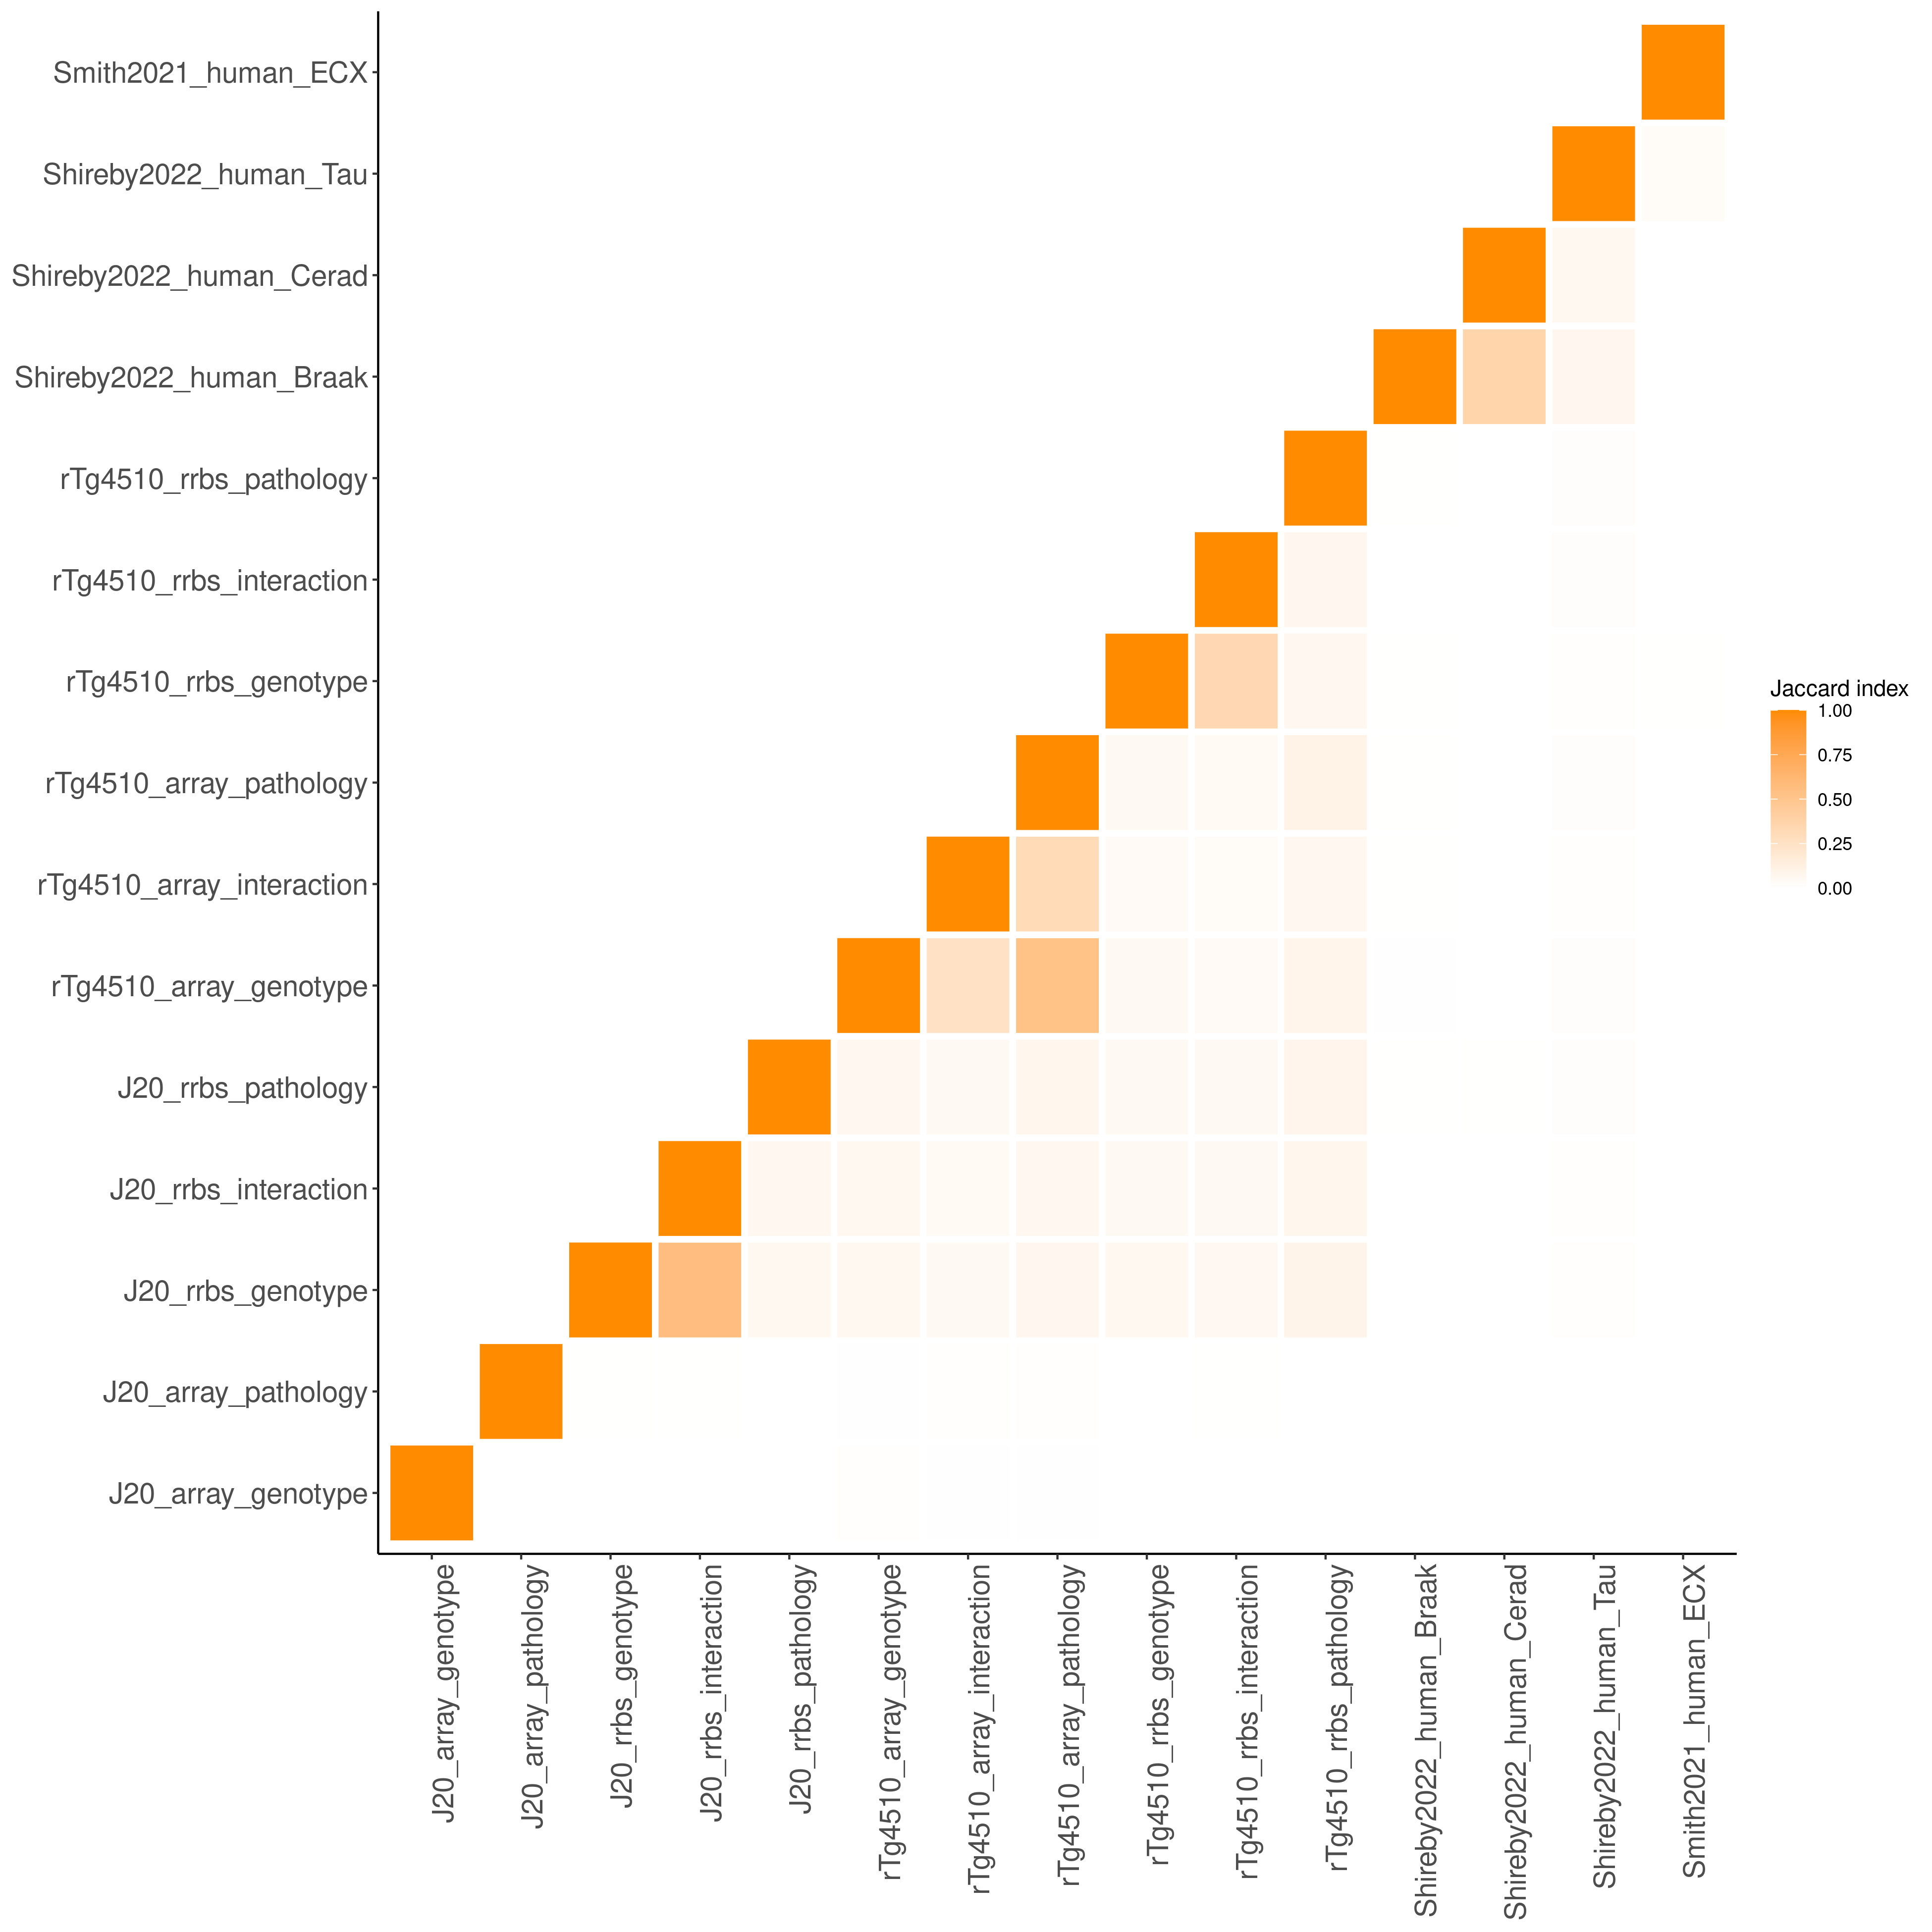 Smith2021_human_ECX
Shireby2022_human_Tau
Shireby2022_human_Cerad
Shireby2022_human_Braak
rTg4510_rrbs_pathology
rTg4510_rrbs_interaction
rTg4510_rrbs_genotype
rTg4510_array_pathology
rTg4510_array_interaction
rTg4510_array_genotype
J20_rrbs_pathology
J20_rrbs_interaction
J20_rrbs_genotype
J20_array_pathology
J20_array_genotype
J20_array_genotype
J20_array_pathology
J20_rrbs_genotype
J20_rrbs_interaction
J20_rrbs_pathology
rTg4510_array_genotype
rTg4510_array_interaction
rTg4510_array_pathology
rTg4510_rrbs_genotype
rTg4510_rrbs_interaction
rTg4510_rrbs_pathology
Shireby2022_human_Braak
Shireby2022_human_Cerad
Shireby2022_human_Tau
Smith2021_human_ECX
Jaccard index
1.00
0.75
0.50
0.25
0.00